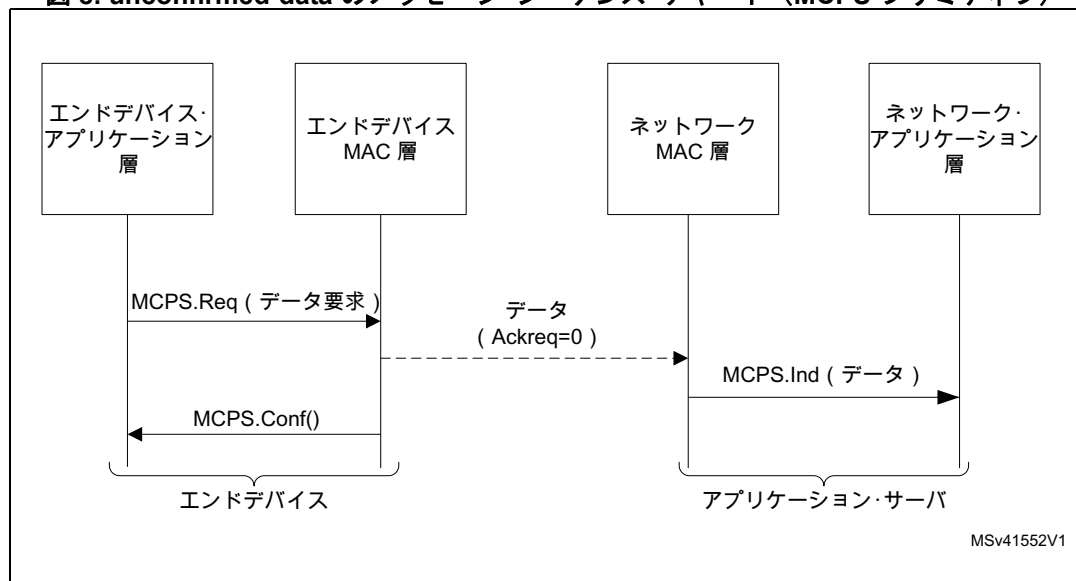 エンドデバイス·
アプリケーション
層
エンドデバイス
MAC 層
ネットワーク
MAC 層
ネットワーク·
アプリケーション
層
MCPS.Req ( データ要求 )
データ
( Ackreq=0 )
MCPS.Ind ( データ )
MCPS.Conf()
エンドデバイス
アプリケーション·サーバ
MSv41552V1